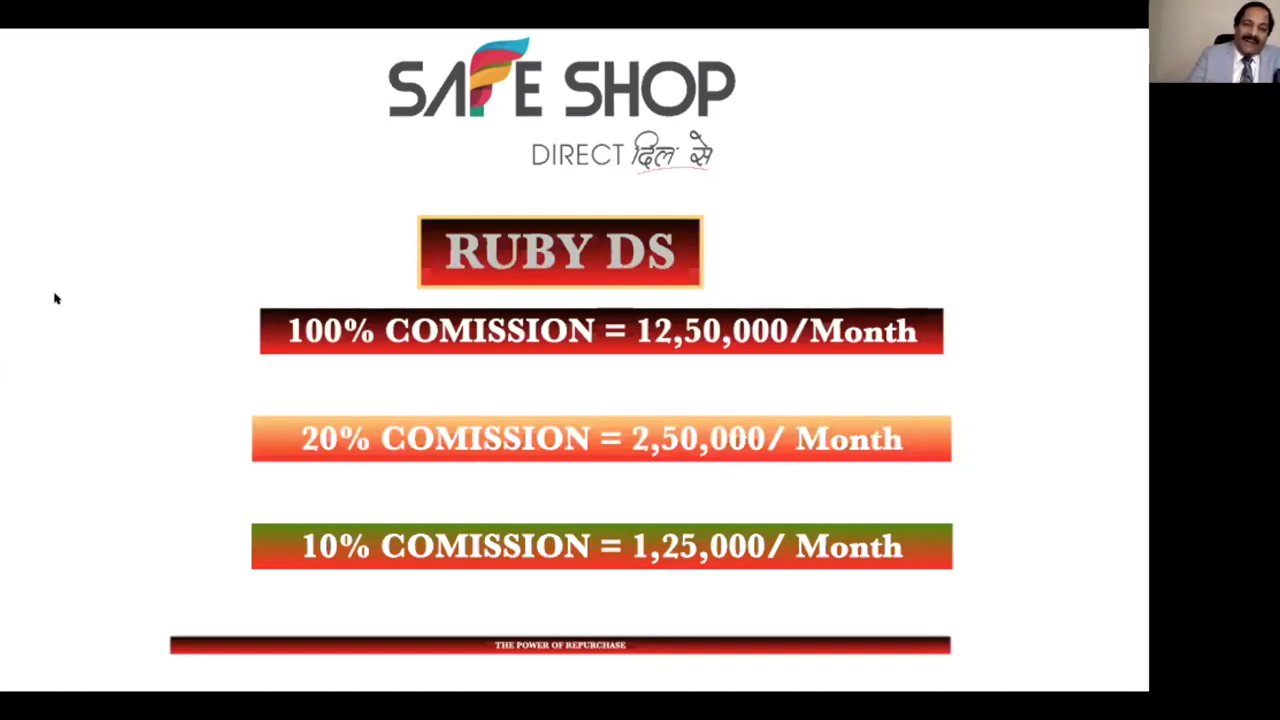 SAFE SHOP
DIRECT दिल से
RUBY DS
100% COMISSION = 12,50,000/Month
20% COMISSION = 2,50,000/ Month
10% COMISSION = 1,25,000/ Month
THE POWER OF REPURCHASE